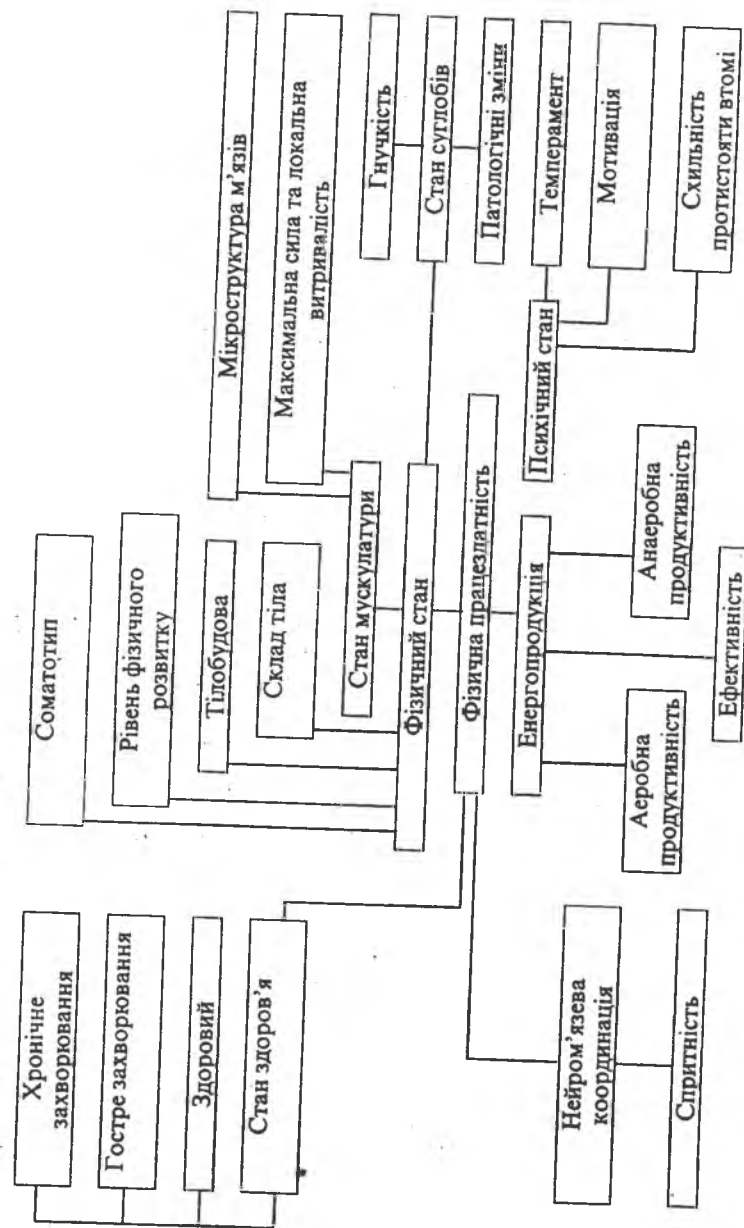 Хронічне
захворювання
Гостре захворювання
Здоровий
Стан здоров'я
Соматотип
Рівень фізичного
розвитку
Тілобудова
Склад тіла
Стан мускулатури
Мікроструктура м'язів
Максимальна сила та локальна
витривалість
Гнучкість
Стан суглобів
Патологічні зміни
Фізичний стан
Фізична працезлатність
Енергопродукція
Психічний стан
Темперамент
Мотивація
Схильність
протистояти втомі
Нейром'язева
координація
Спритність
Аеробна
продуктивність
Анаеробна
продуктивність
Ефективність